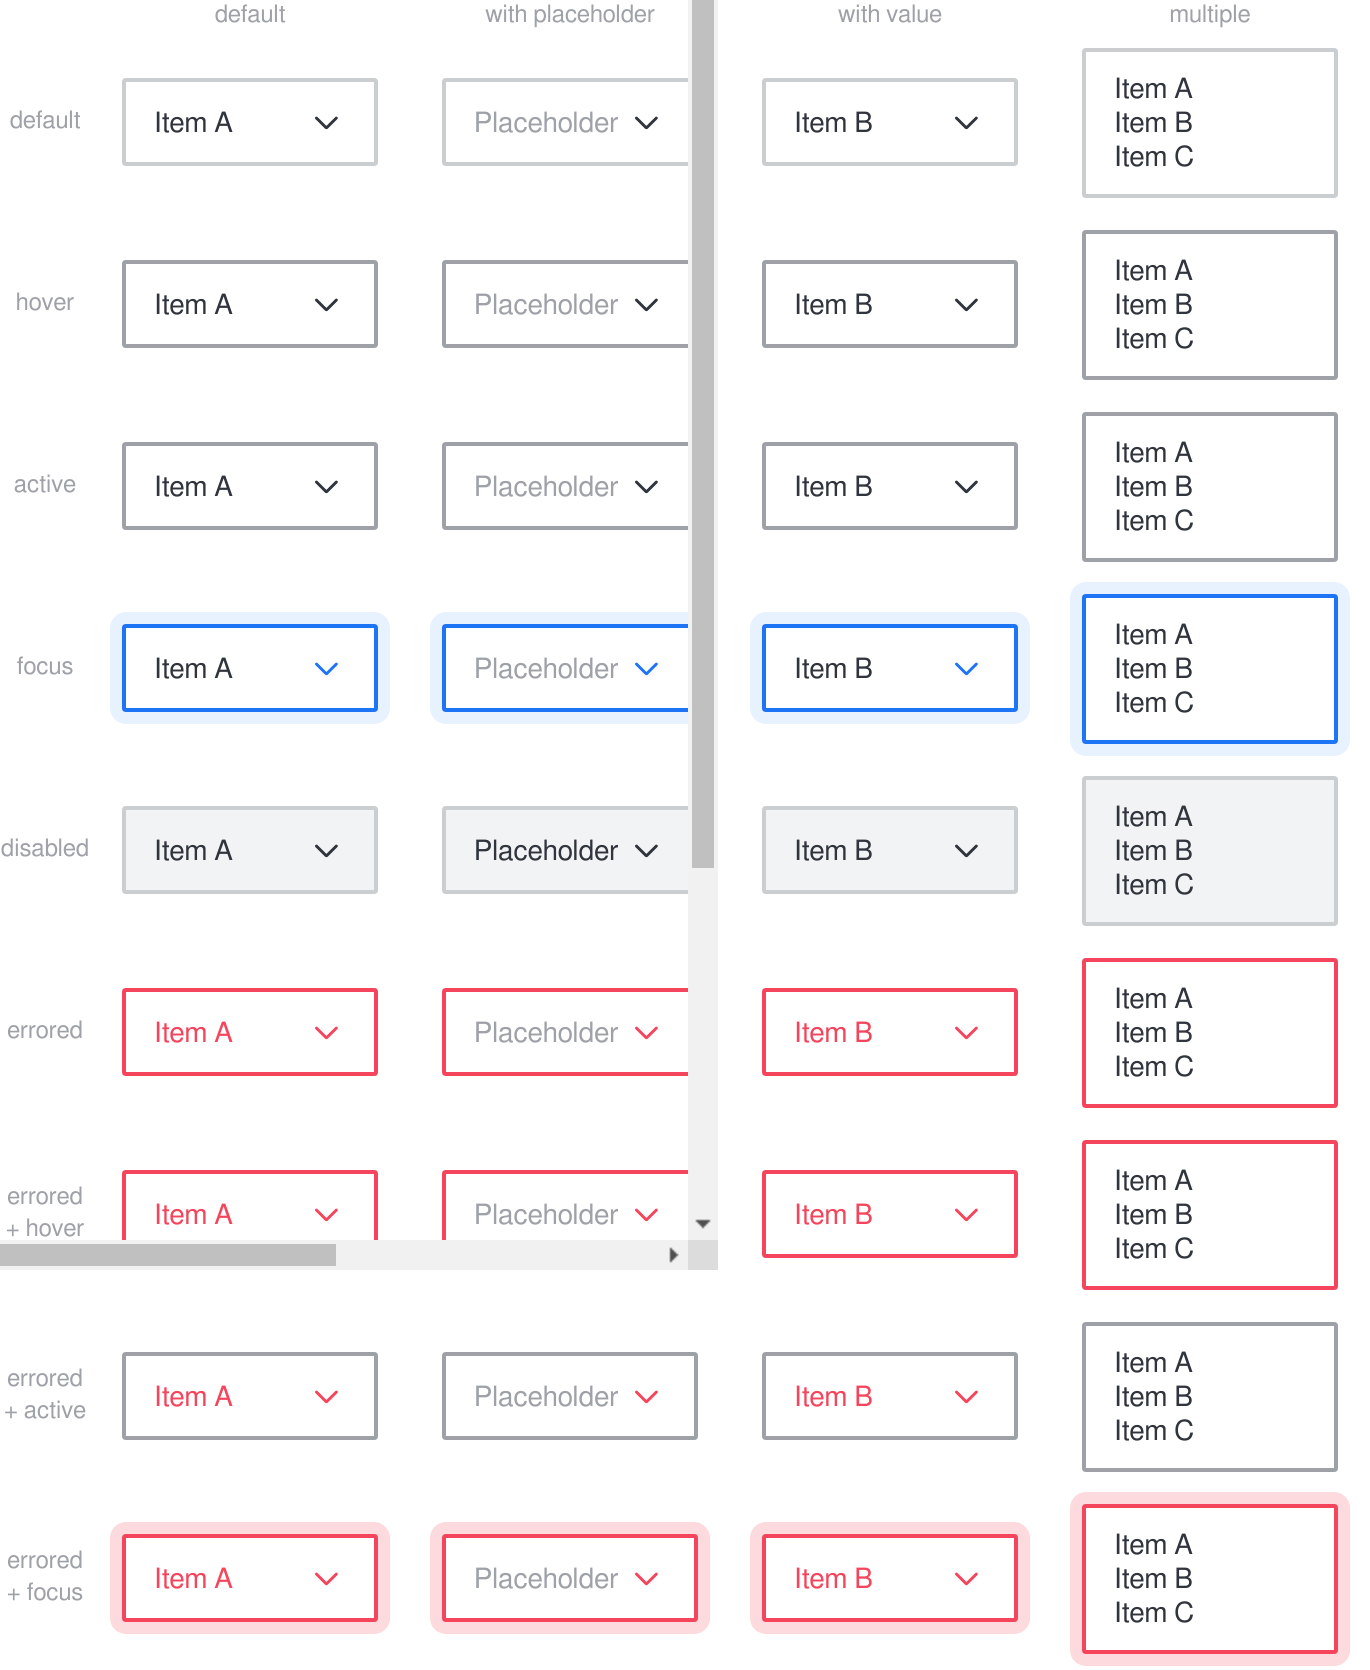 default with placeholder with value multiple
default Item A Placeholder Item B Item A
Item B
Item C
hover Item A Placeholder Item B Item A
Item B
Item C
active Item A Placeholder Item B Item A
Item B
Item C
focus Item A Placeholder Item B Item A
Item B
Item C
disabled Item A Placeholder Item B Item A
Item B
Item C
errored Item A Placeholder Item B Item A
Item B
Item C
errored
+ hover Item A Placeholder Item B Item A
Item B
Item C
errored
+ active Item A Placeholder Item B Item A
Item B
Item C
errored
+ focus Item A Placeholder Item B Item A
Item B
Item C